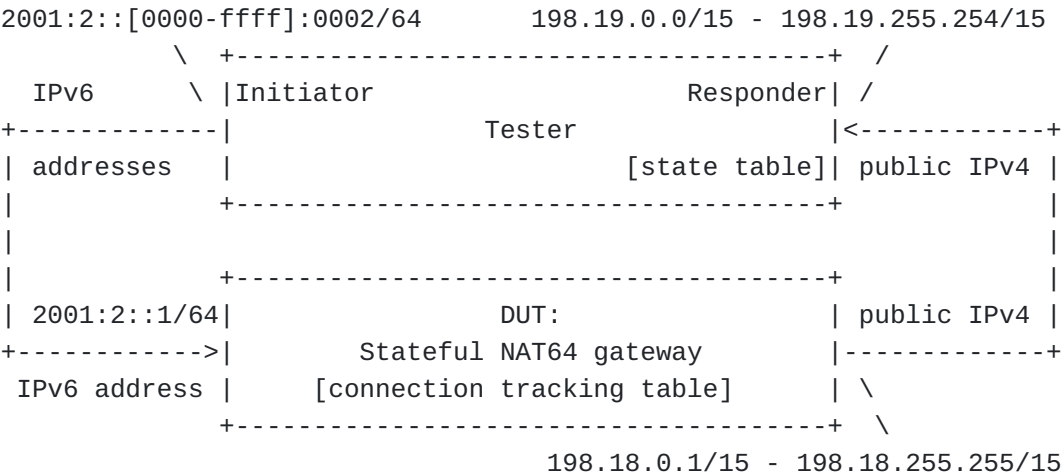 2001:2::[0000-ffff]:0002/64 198.19.0.0/15 - 198.19.255.254/15
\ +--------------------------------------+ /
IPv6 \ |Initiator Responder| /
+-------------| Tester |<------------+
| addresses | [state table]| public IPv4 |
| +--------------------------------------+ |
| |
| +--------------------------------------+ |
| 2001:2::1/64| DUT: | public IPv4 |
+------------>| Stateful NAT64 gateway |-------------+
IPv6 address | [connection tracking table] | \
+--------------------------------------+ \
198.18.0.1/15 - 198.18.255.255/15